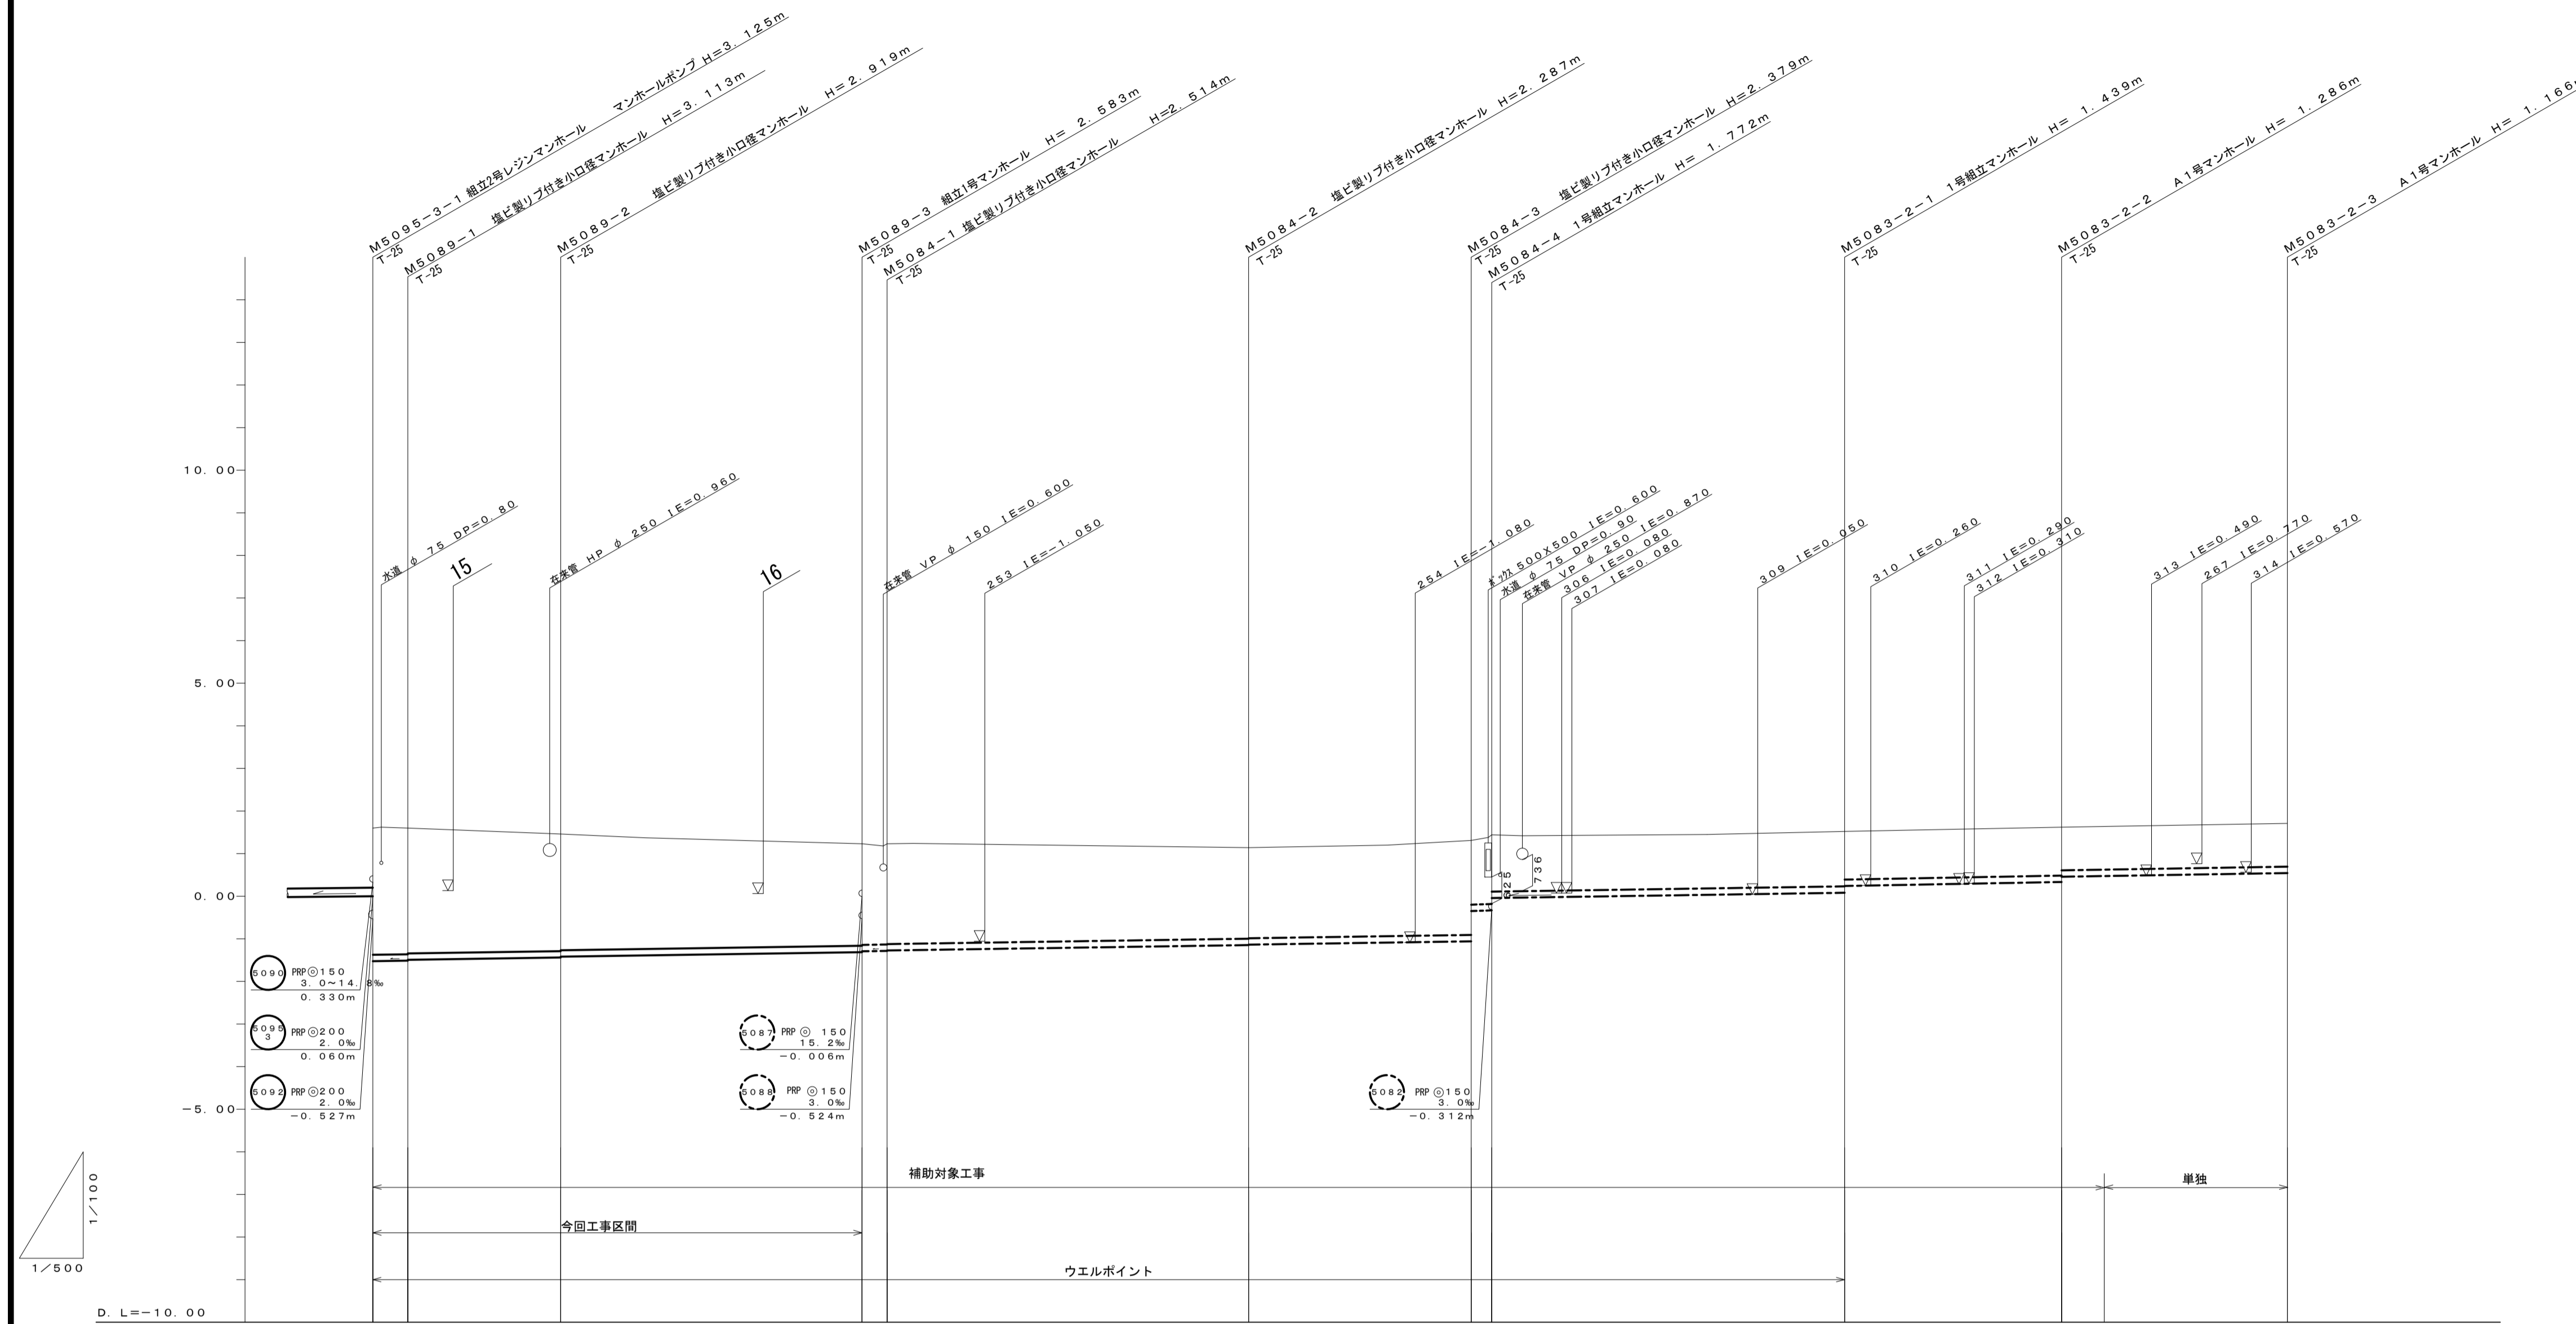 M5095-3-1 組立2号レジンマンホール マンホールポンプ H=3.125m
T-25
M5089-1 塩ビ製リブ付き小口径マンホール H=3.113m
T-25
M5089-2 塩ビ製リブ付き小口径マンホール H=2.919m
T-25
M5089-3 組立1号マンホール H= 2.583m
T-25
M5084-1 塩ビ製リブ付き小口径マンホール H=2.514m
T-25
M5084-2 塩ビ製リブ付き小口径マンホール H=2.287m
T-25
M5084-3 塩ビ製リブ付き小口径マンホール H=2.379m
T-25
M5084-4 1号組立マンホール H= 1.772m
T-25
M5083-2-1 1号組立マンホール H= 1.439m
T-25
M5083-2-2 A1号マンホール H= 1.286m
T-25
M5083-2-3 A1号マンホール H= 1.166
T-25
10.00
5.00
0.00
-5.00
水道 φ 75 DP=0.80
15
在来管 HP φ 250 IE=0.960
16
在来管 VP φ 150 IE=0.600
253 IE=-1.050
254 IE=-1.080
ボックス 500X500 IE=0.600
水道 φ 75 DP=0.90
在来管 VP φ 250 IE=0.870
306 IE=0.080
307 IE=0.080
309 IE=0.050
310 IE=0.260
311 IE=0.290
312 IE=0.310
313 IE=0.490
267 IE=0.770
314 IE=0.570
736
5090 PRP◎150
3.0~14.8‰
0.330m
5095
3
PRP◎200
2.0‰
0.060m
5092 PRP◎200
2.0‰
-0.527m
5087 PRP ◎ 150
15.2‰
-0.006m
5088 PRP ◎150
3.0‰
-0.524m
5082 PRP ◎150
3.0‰
-0.312m
補助対象工事
単独
今回工事区間
ウエルポイント
1/100
1/500
D.L=-10.00